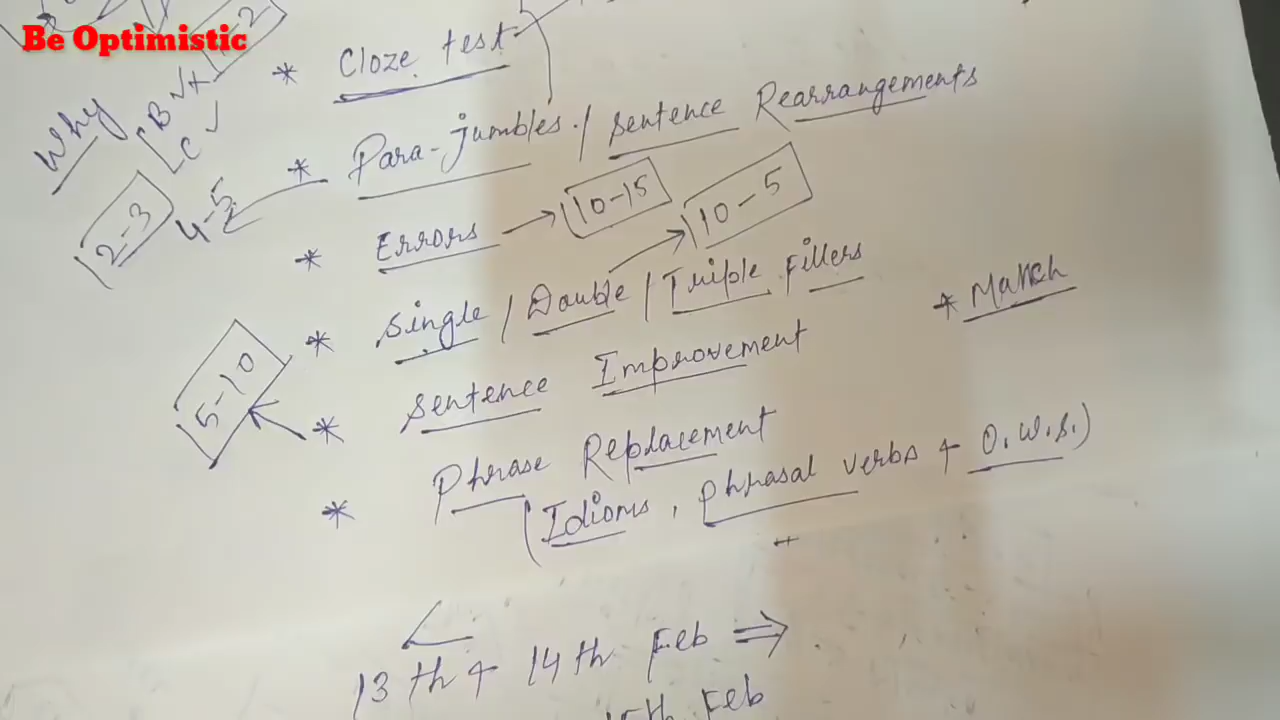 Be Optimistic
Why
B ✓
C ✓
* Cloze test
* Para-jumbles / sentence Rearrangements
2-3
4-5
* Errors → 10-15
10-5
* single / Double / Triple Fillers
5-10
* sentence Improvement
* March
* Phrase Replacement
(Idioms, phrasal verbs + O.W.S.)
13th + 14th Feb ⇒
Feb